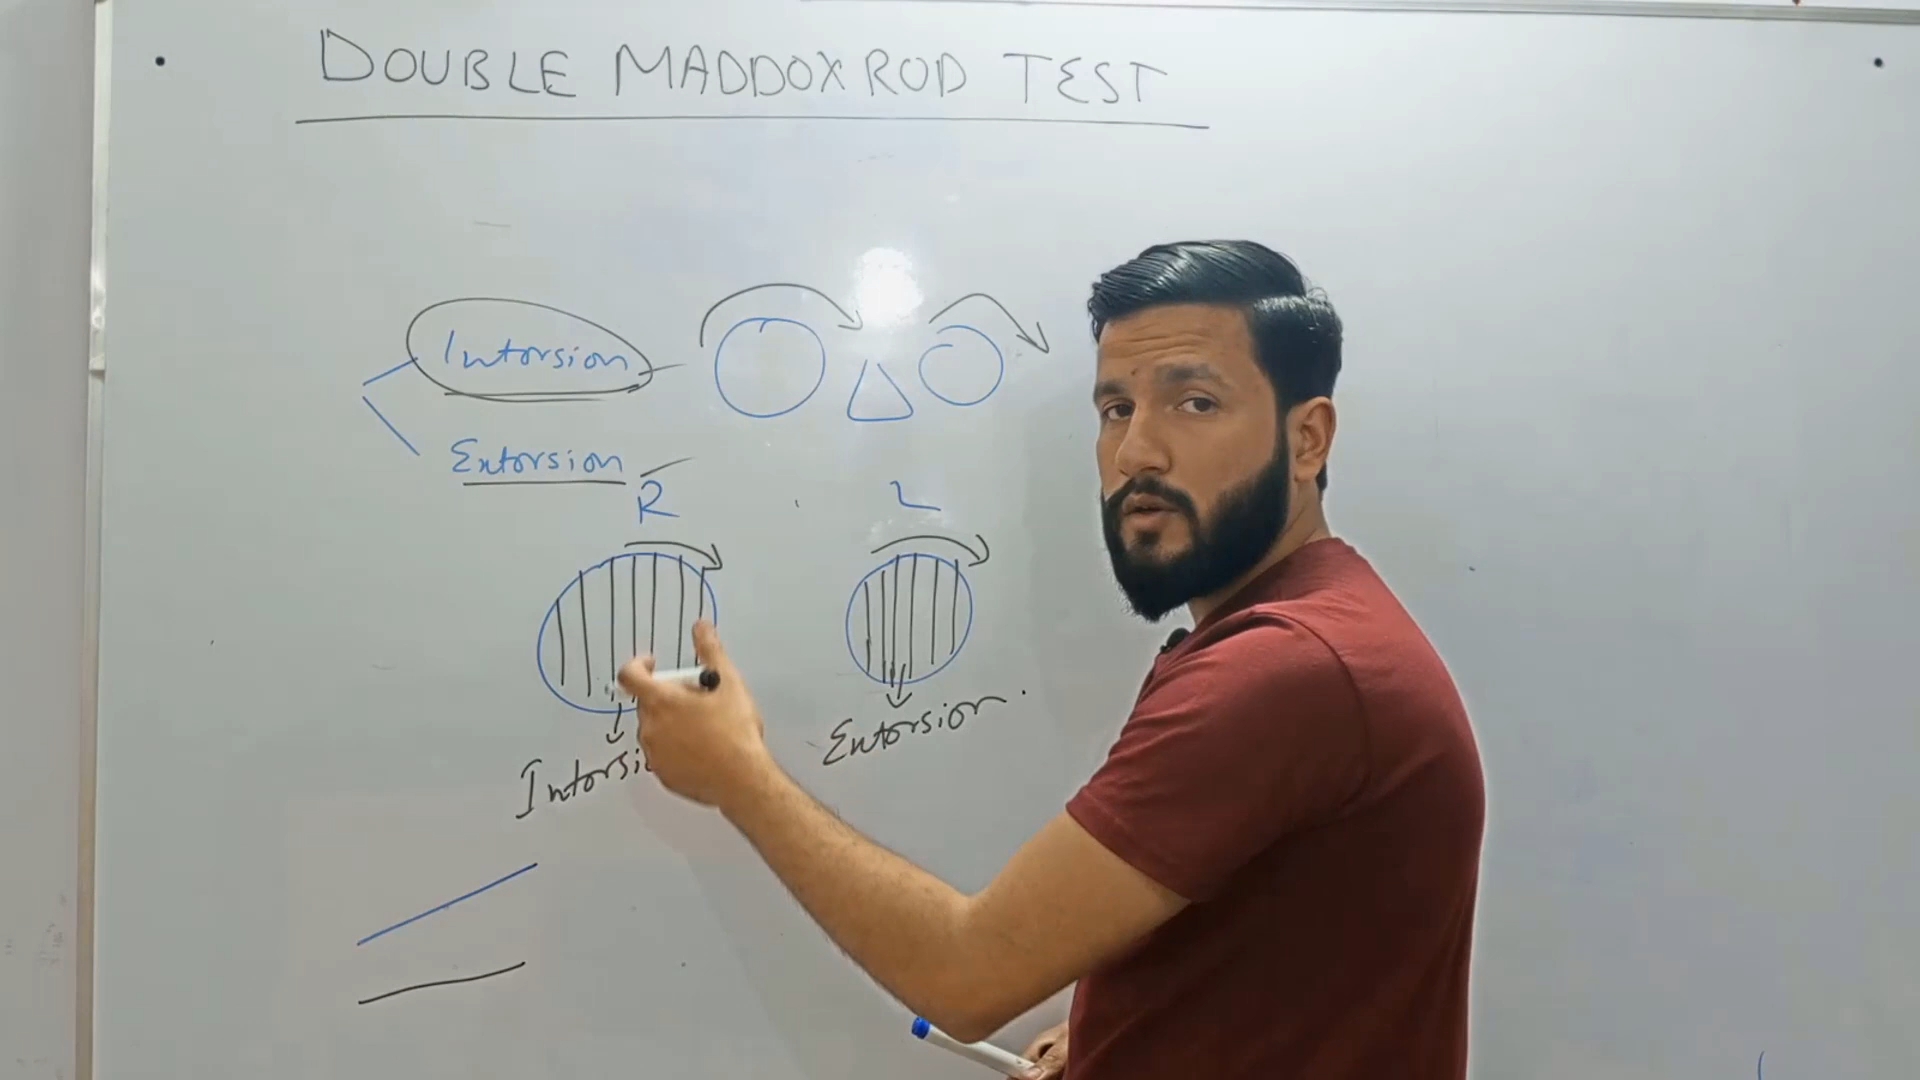 DOUBLE MADDOX ROD TEST
Intorsion
Extorsion
R L
Extorsion.